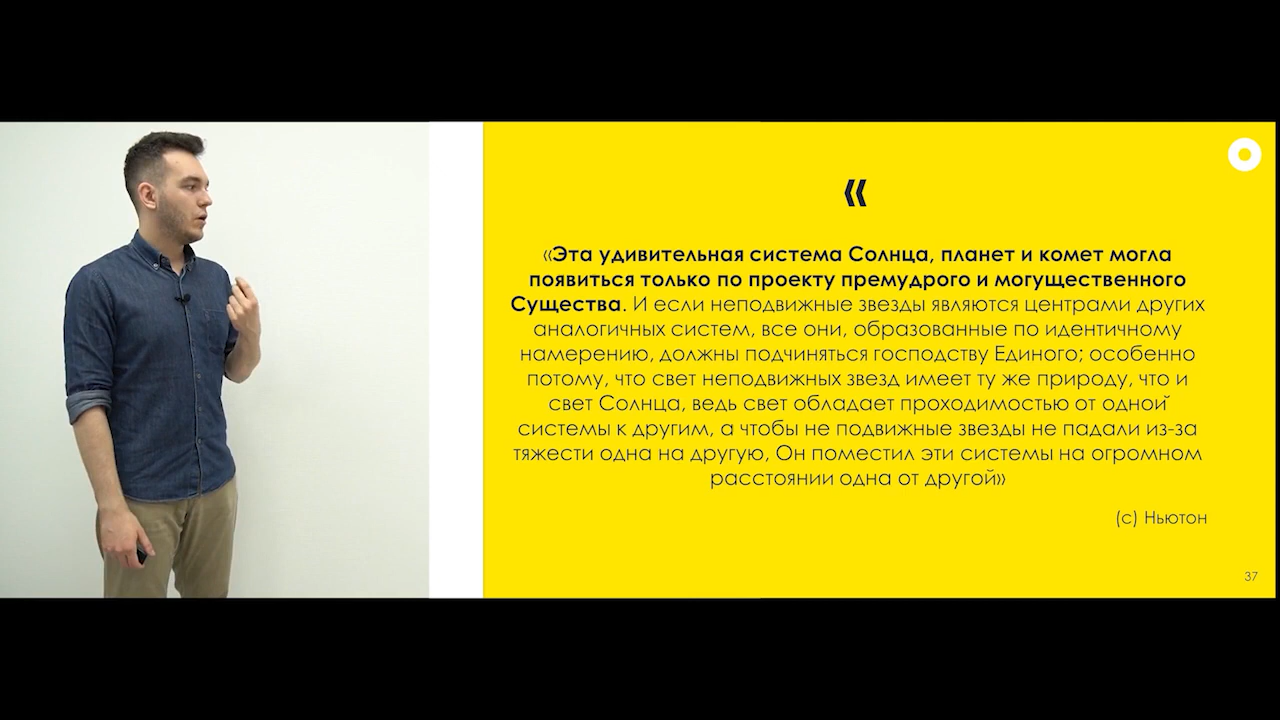 «
«Эта удивительная система Солнца, планет и комет могла
появиться только по проекту премудрого и могущественного
Существа. И если неподвижные звезды являются центрами других
аналогичных систем, все они, образованные по идентичному
намерению, должны подчиняться господству Единого; особенно
потому, что свет неподвижных звезд имеет ту же природу, что и
свет Солнца, ведь свет обладает проходимостью от одной
системы к другим, а чтобы не подвижные звезды не падали из-за
тяжести одна на другую, Он поместил эти системы на огромном
расстоянии одна от другой»
(с) Ньютон
37